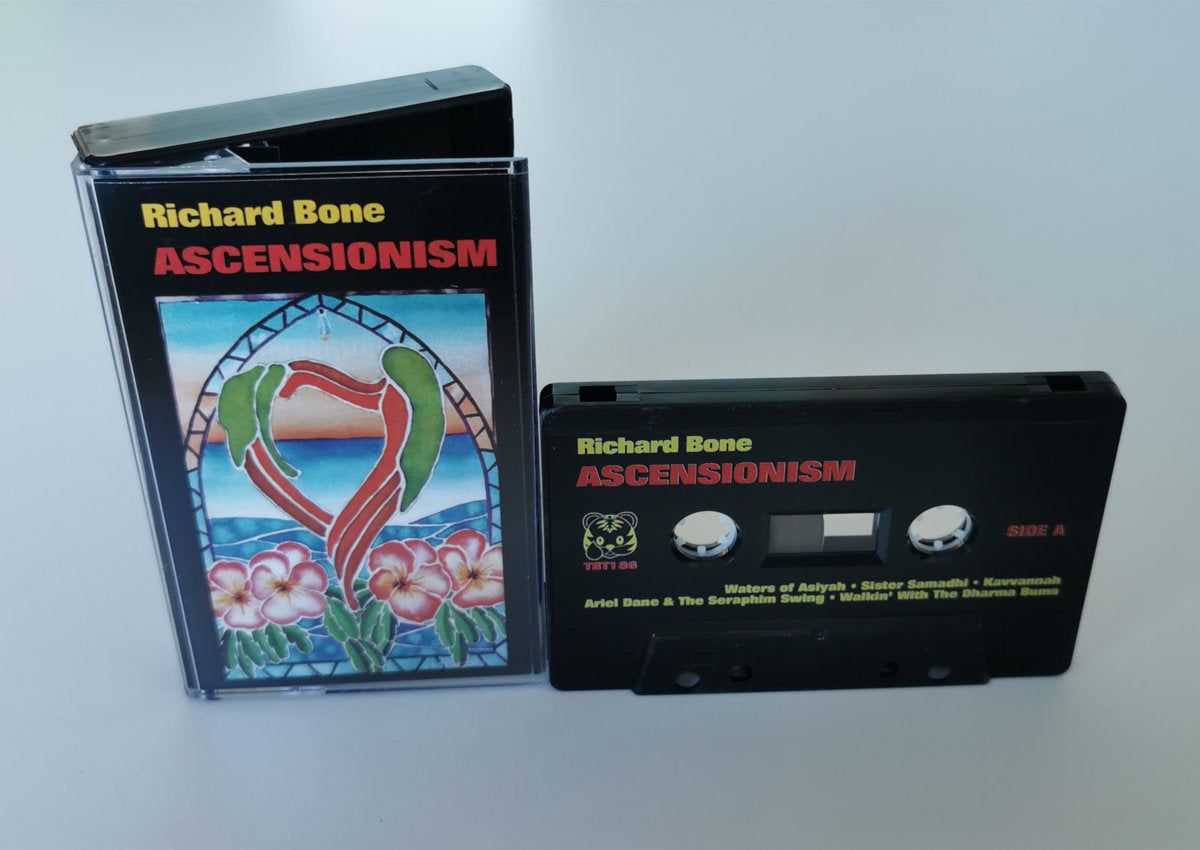 Richard Bone
ASCENSIONISM
Richard Bone
ASCENSIONISM
TBT1 86
SIDE A
Waters of Asiyah • Sister Samadhi • Kavvannah
Ariel Dane & The Seraphim Swing • Walkin' With The Dharma Bums